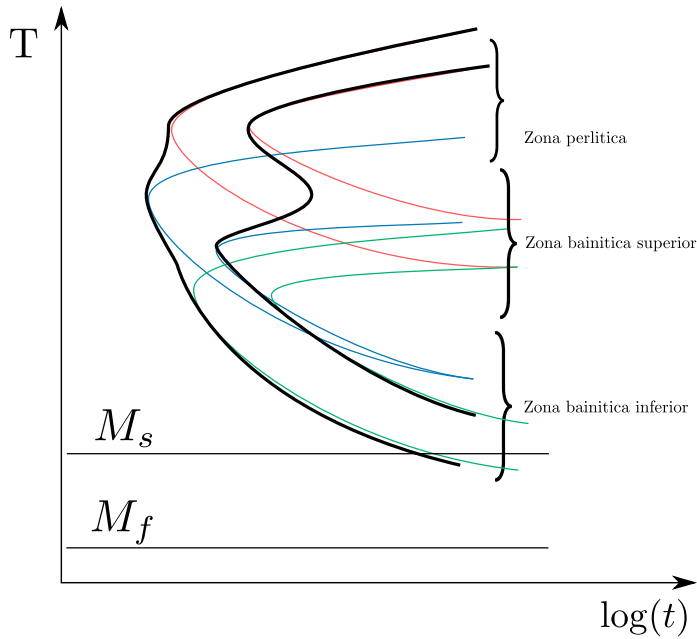 T
Zona perlitica
Zona bainitica superior
Zona bainitica inferior
M_s
M_f
log(t)